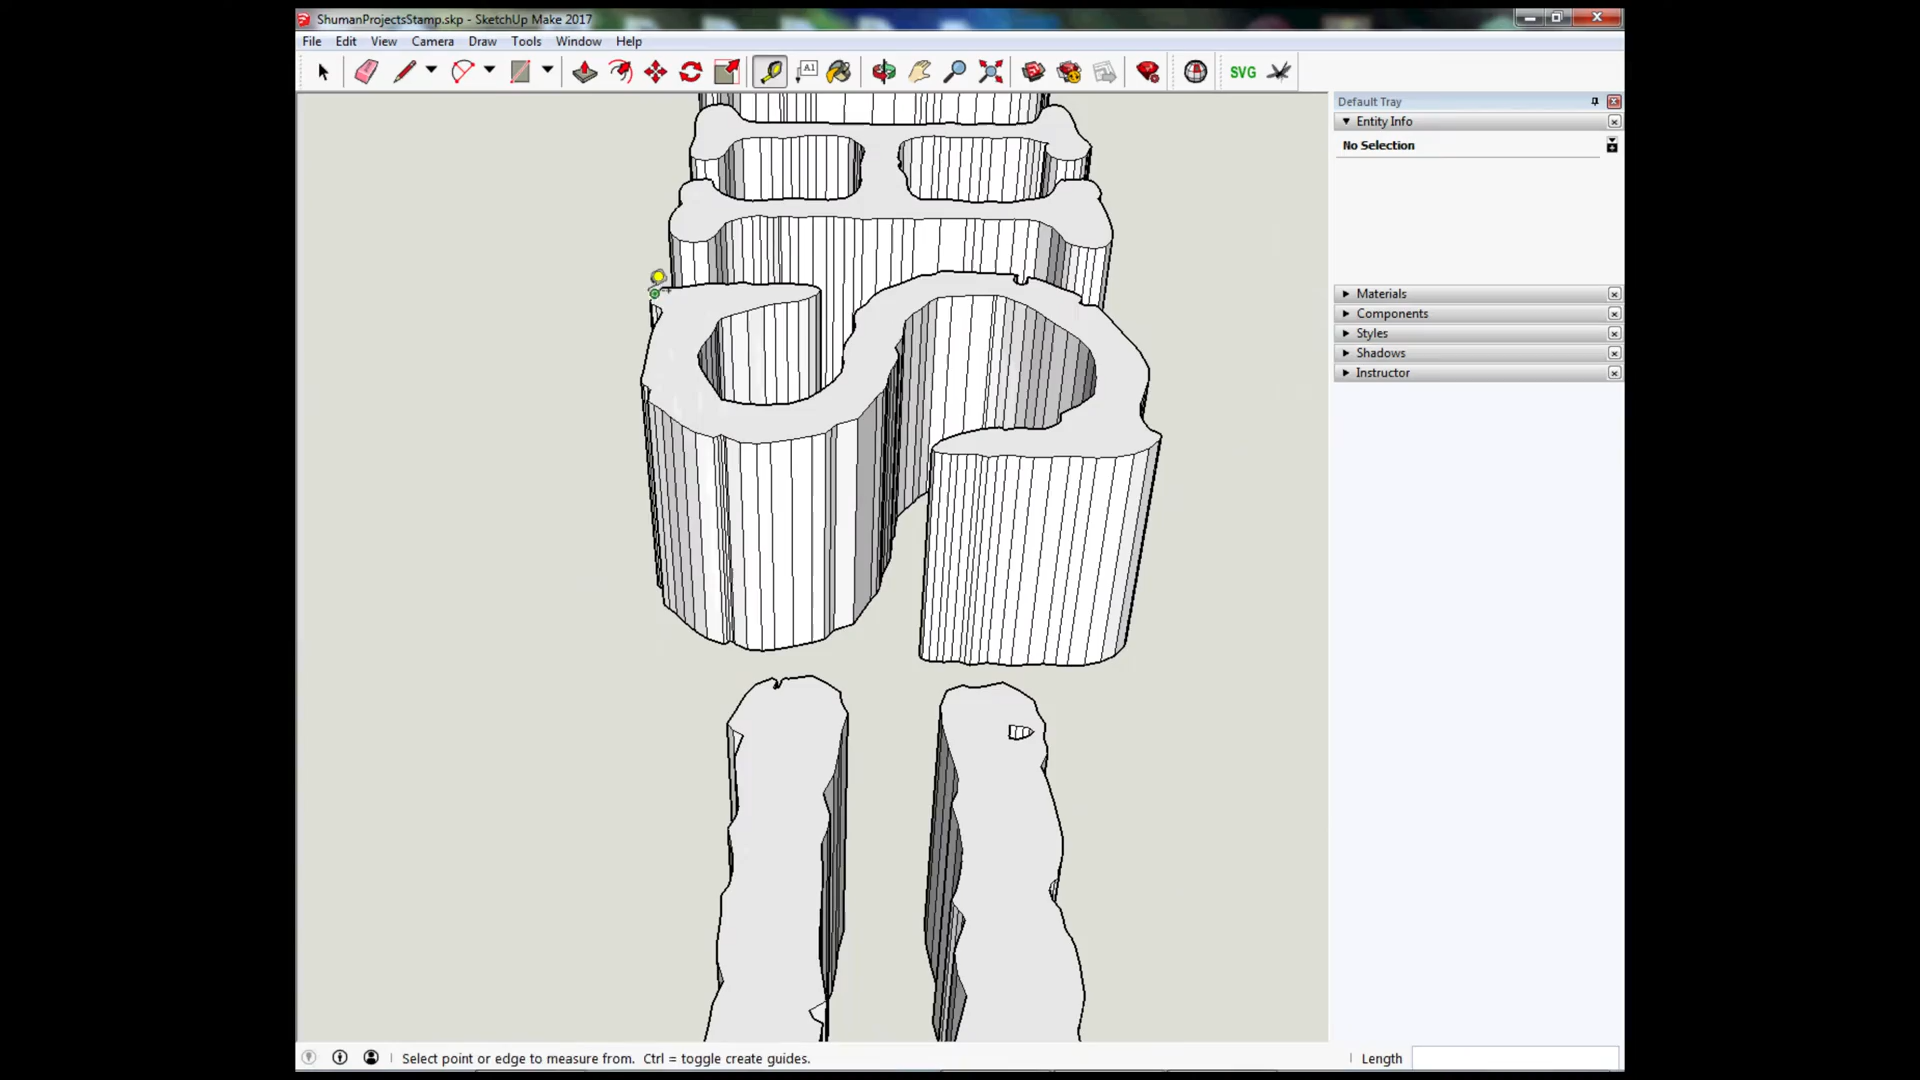 ShumanProjectsStamp.skp - SketchUp Make 2017
File Edit View Camera Draw Tools Window Help
A1
SVG
Default Tray
Entity Info
No Selection
Materials
Components
Styles
Shadows
Instructor
Select point or edge to measure from. Ctrl = toggle create guides.
Length